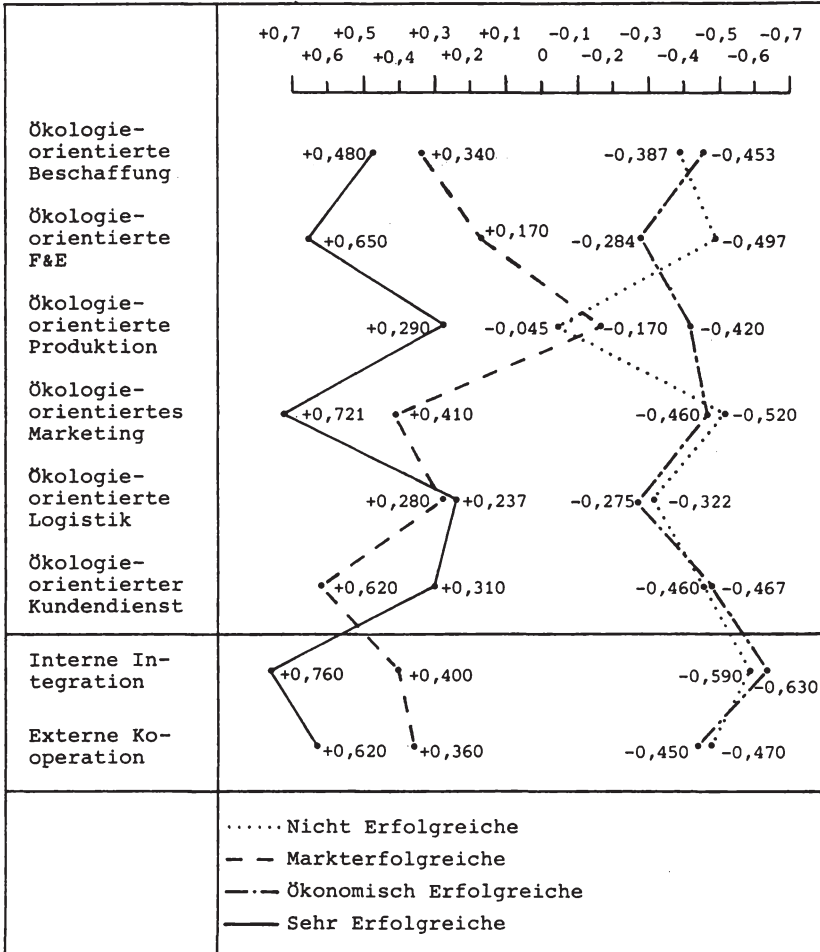 +0,7 +0,5 +0,3 +0,1 −0,1 −0,3 −0,5 −0,7
+0,6 +0,4 +0,2 0 −0,2 −0,4 −0,6
Ökologie-
orientierte
Beschaffung
+0,480 +0,340 −0,387 −0,453
Ökologie-
orientierte
F&E
+0,650 +0,170 −0,284 −0,497
Ökologie-
orientierte
Produktion
+0,290 −0,045 −0,170 −0,420
Ökologie-
orientiertes
Marketing
+0,721 +0,410 −0,460 −0,520
Ökologie-
orientierte
Logistik
+0,280 +0,237 −0,275 −0,322
Ökologie-
orientierter
Kundendienst
+0,620 +0,310 −0,460 −0,467
Interne In-
tegration
+0,760 +0,400 −0,590 −0,630
Externe Ko-
operation
+0,620 +0,360 −0,450 −0,470
Nicht Erfolgreiche
Markterfolgreiche
Ökonomisch Erfolgreiche
Sehr Erfolgreiche